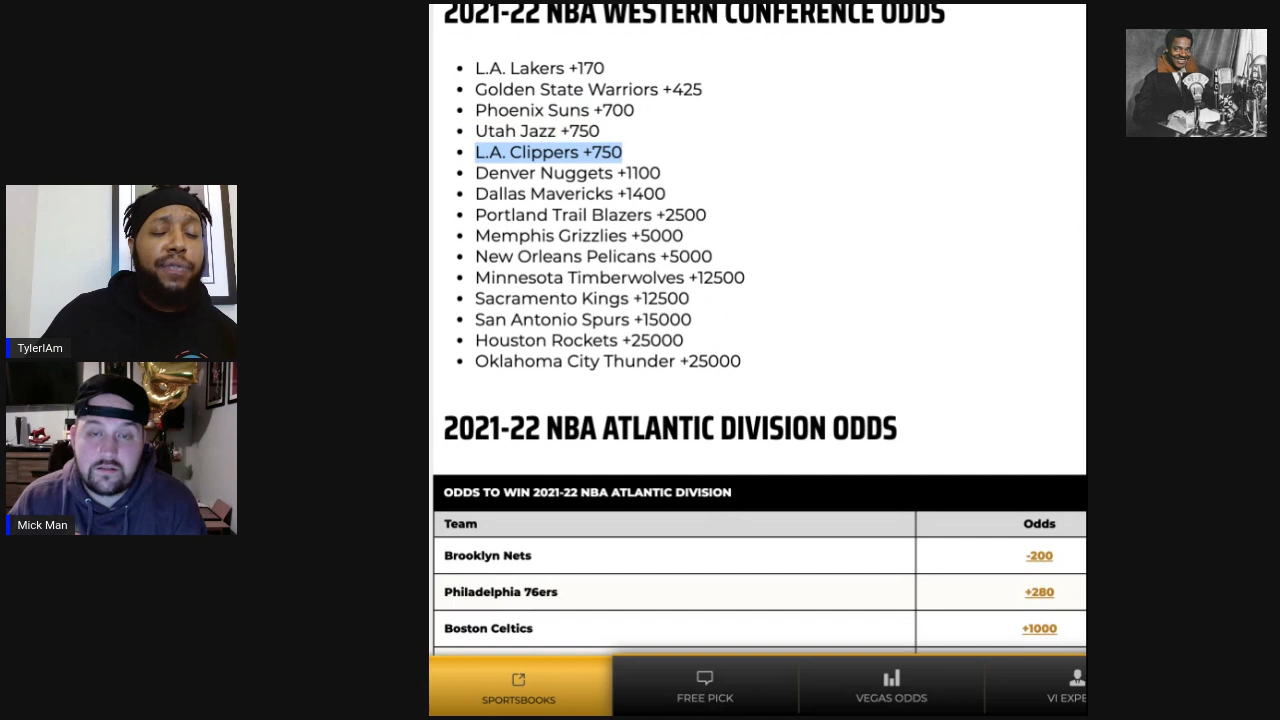 2021-22 NBA WESTERN CONFERENCE ODDS
L.A. Lakers +170
Golden State Warriors +425
Phoenix Suns +700
Utah Jazz +750
L.A. Clippers +750
Denver Nuggets +1100
Dallas Mavericks +1400
Portland Trail Blazers +2500
Memphis Grizzlies +5000
New Orleans Pelicans +5000
Minnesota Timberwolves +12500
Sacramento Kings +12500
San Antonio Spurs +15000
Houston Rockets +25000
Oklahoma City Thunder +25000
2021-22 NBA ATLANTIC DIVISION ODDS
ODDS TO WIN 2021-22 NBA ATLANTIC DIVISION
Team Odds
Brooklyn Nets -200
Philadelphia 76ers +280
Boston Celtics +1000
SPORTSBOOKS FREE PICK VEGAS ODDS VI EXPE
TylerIAm
Mick Man